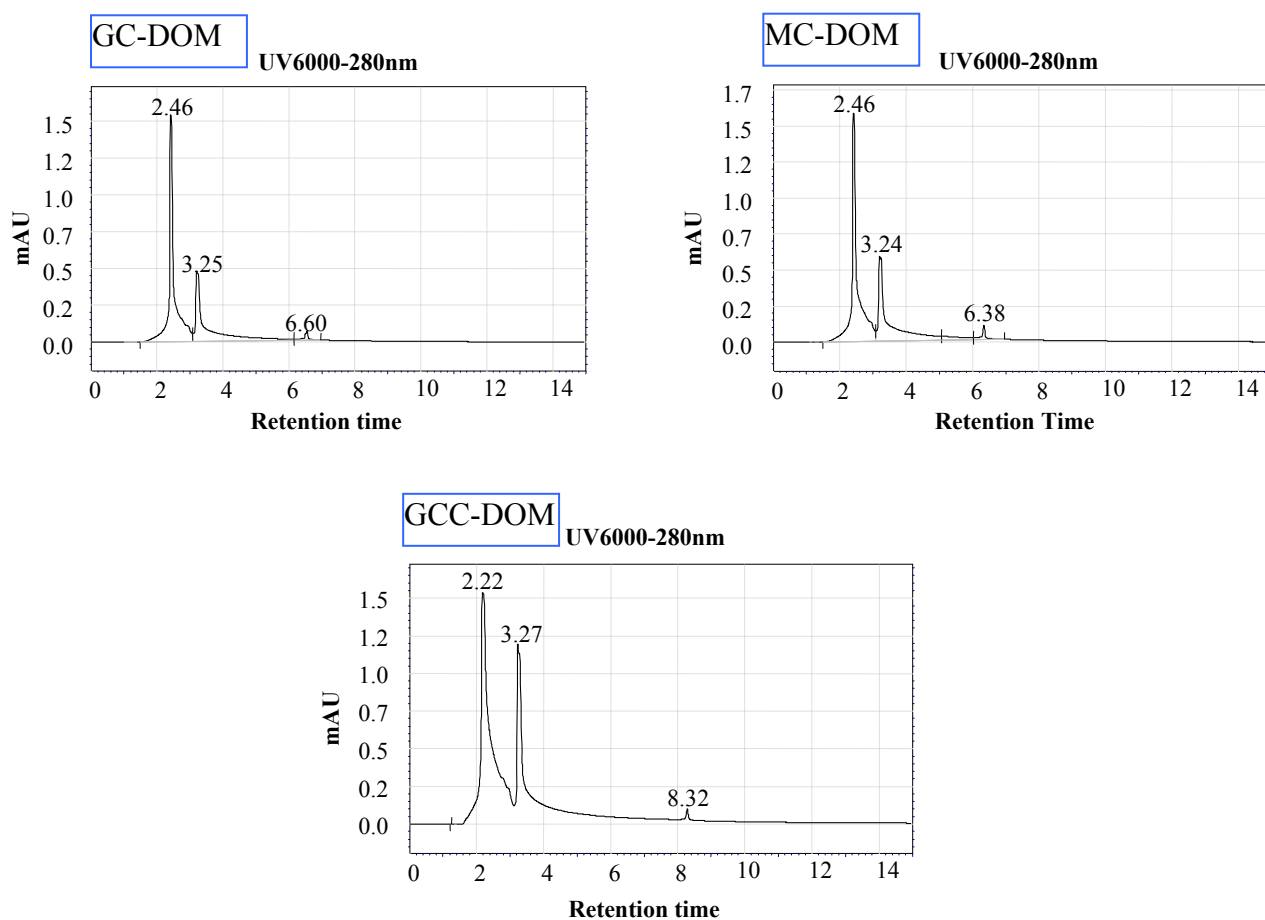 GC-DOM
UV6000-280nm
2.46
3.25
6.60
1.5
1.2
1.0
0.7
0.5
0.2
0.0
mAU
0 2 4 6 8 10 12 14
Retention time
MC-DOM
UV6000-280nm
2.46
3.24
6.38
1.7
1.5
1.2
1.0
0.7
0.5
0.2
0.0
mAU
0 2 4 6 8 10 12 14
Retention Time
GCC-DOM
UV6000-280nm
2.22
3.27
8.32
1.5
1.2
1.0
0.7
0.5
0.2
0.0
mAU
0 2 4 6 8 10 12 14
Retention time